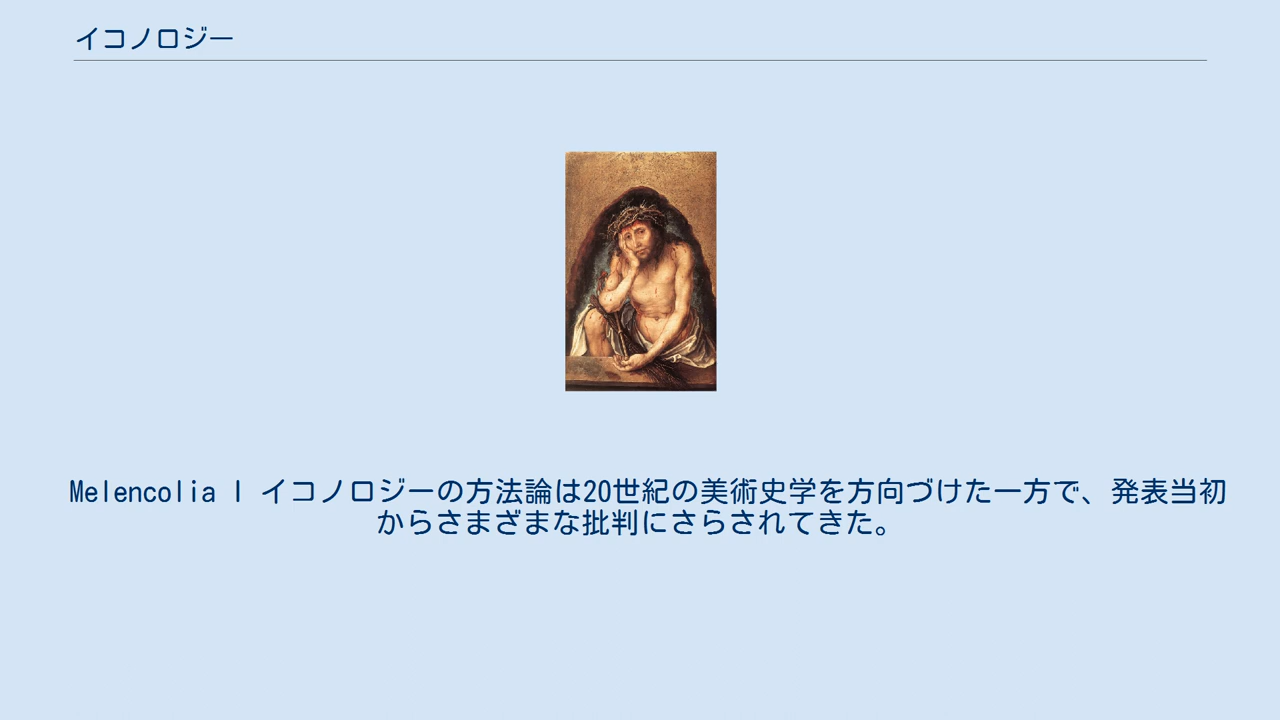 イコノロジー
Melencolia I イコノロジーの方法論は20世紀の美術史学を方向づけた一方で、発表当初
からさまざまな批判にさらされてきた。